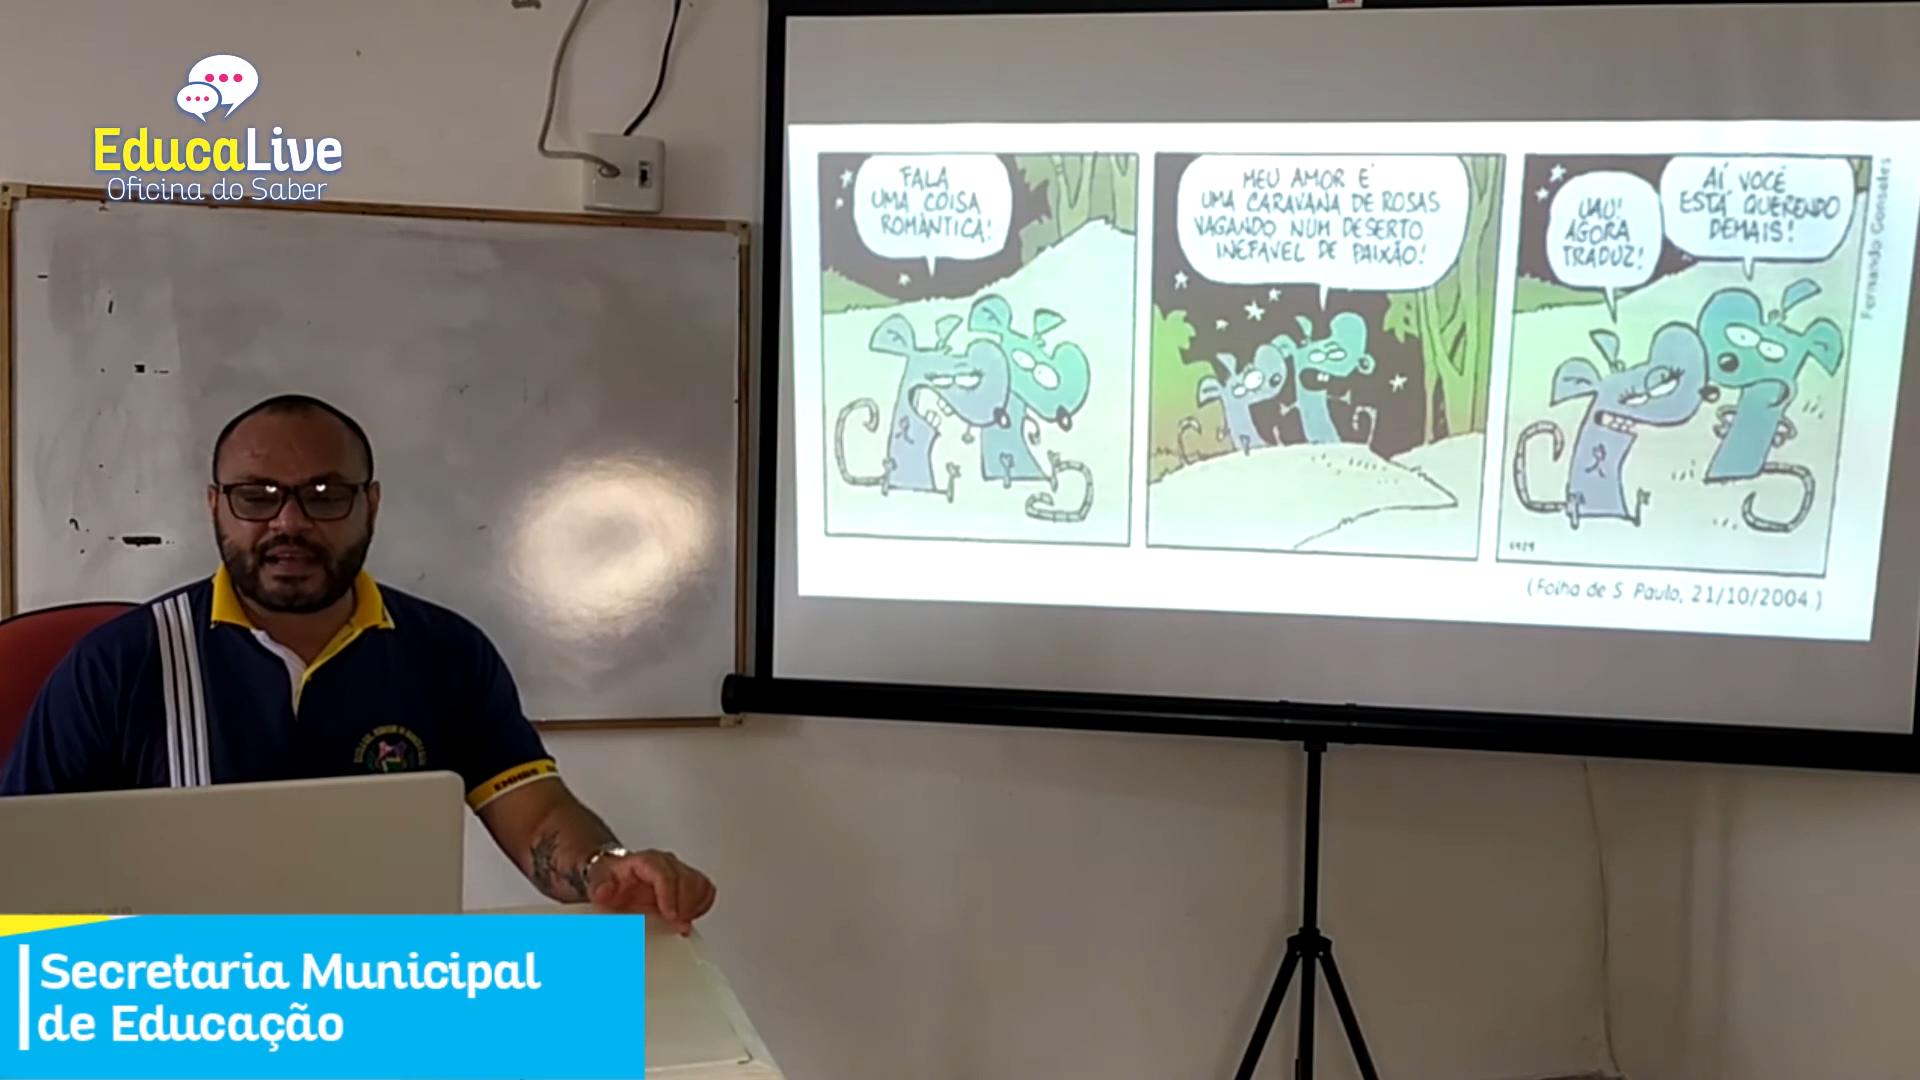 EducaLive
Oficina do Saber
FALA
UMA COISA
ROMÂNTICA!
MEU AMOR É
UMA CARAVANA DE ROSAS
VAGANDO NUM DESERTO
INEFÁVEL DE PAIXÃO!
UAU!
AGORA
TRADUZ!
AÍ, VOCÊ
ESTÁ QUERENDO
DEMAIS!
Fernando Gonsales
(Folha de S. Paulo, 21/10/2004)
Secretaria Municipal
de Educação